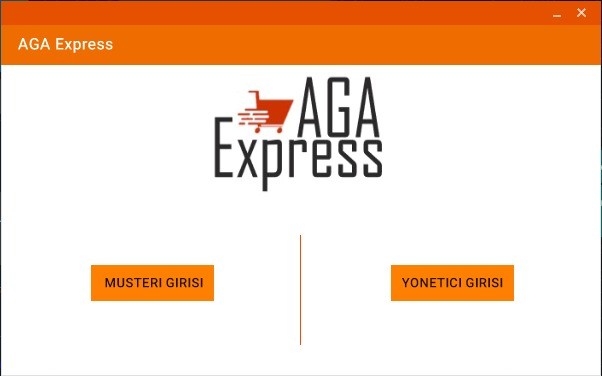 AGA Express
AGA
Express
MUSTERI GIRISI
YONETICI GIRISI